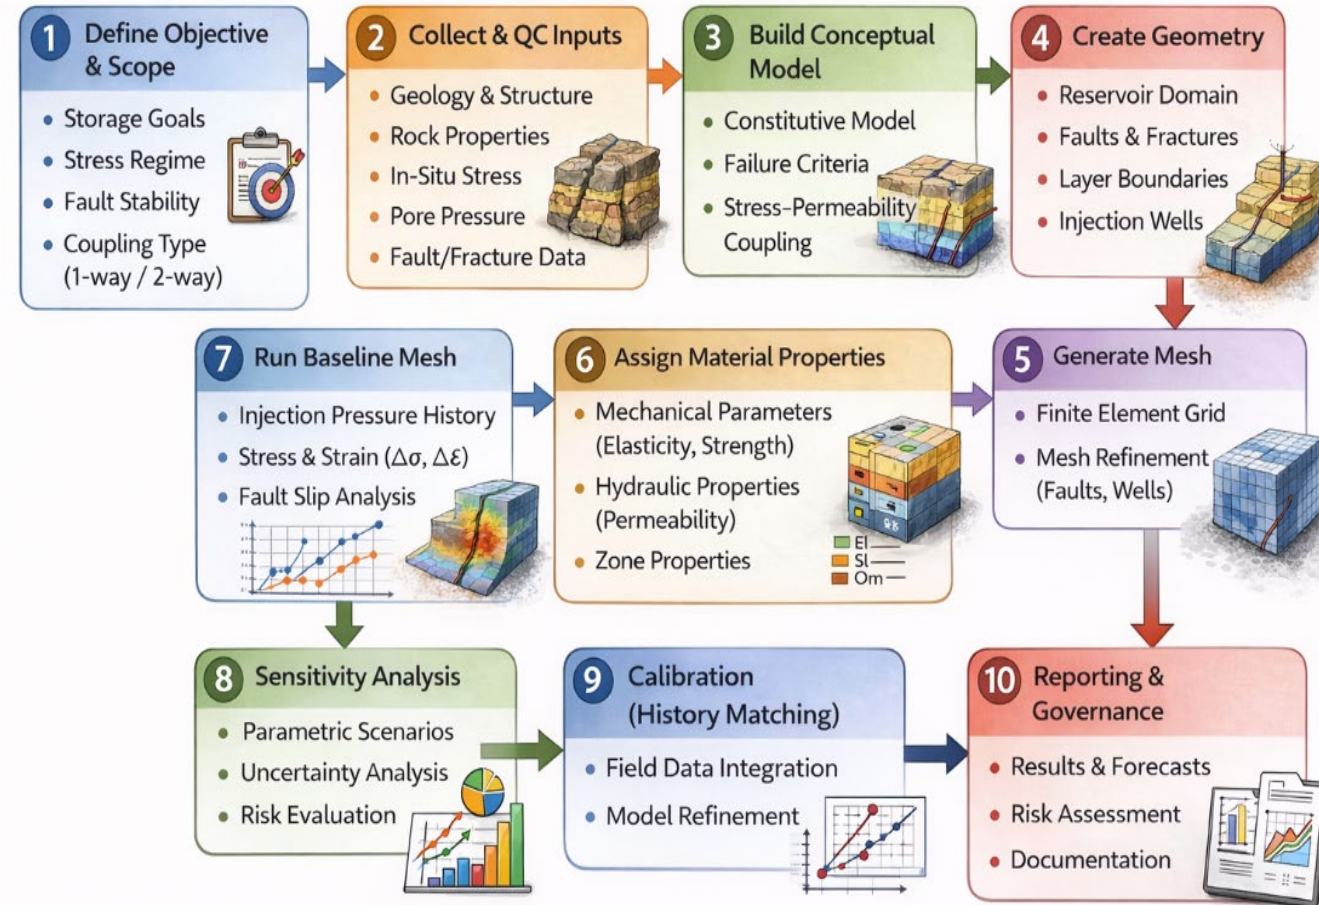 1
Define Objective
& Scope
• Storage Goals
• Stress Regime
• Fault Stability
• Coupling Type
(1-way / 2-way)
2
Collect & QC Inputs
• Geology & Structure
• Rock Properties
• In-Situ Stress
• Pore Pressure
• Fault/Fracture Data
3
Build Conceptual
Model
• Constitutive Model
• Failure Criteria
• Stress–Permeability
Coupling
4
Create Geometry
• Reservoir Domain
• Faults & Fractures
• Layer Boundaries
• Injection Wells
7
Run Baseline Mesh
• Injection Pressure History
• Stress & Strain (Δσ, Δε)
• Fault Slip Analysis
6
Assign Material Properties
• Mechanical Parameters
(Elasticity, Strength)
• Hydraulic Properties
(Permeability)
• Zone Properties
El
Sl
Om
5
Generate Mesh
• Finite Element Grid
• Mesh Refinement
(Faults, Wells)
8
Sensitivity Analysis
• Parametric Scenarios
• Uncertainty Analysis
• Risk Evaluation
9
Calibration
(History Matching)
• Field Data Integration
• Model Refinement
10
Reporting &
Governance
• Results & Forecasts
• Risk Assessment
• Documentation